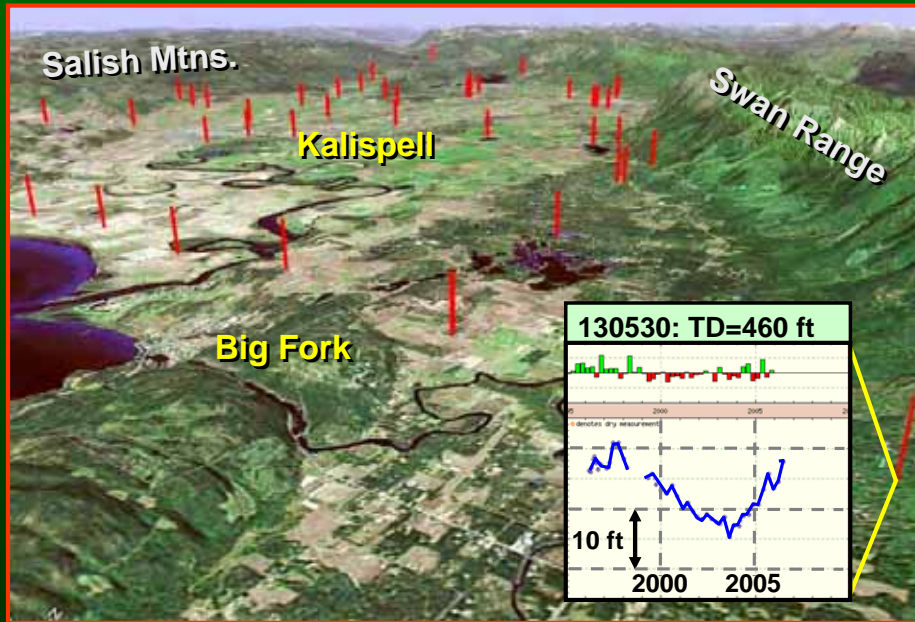 Salish Mtns.
Swan Range
Kalispell
Big Fork
130530: TD=460 ft
2000 2005
denotes dry measurement
10 ft
2000 2005